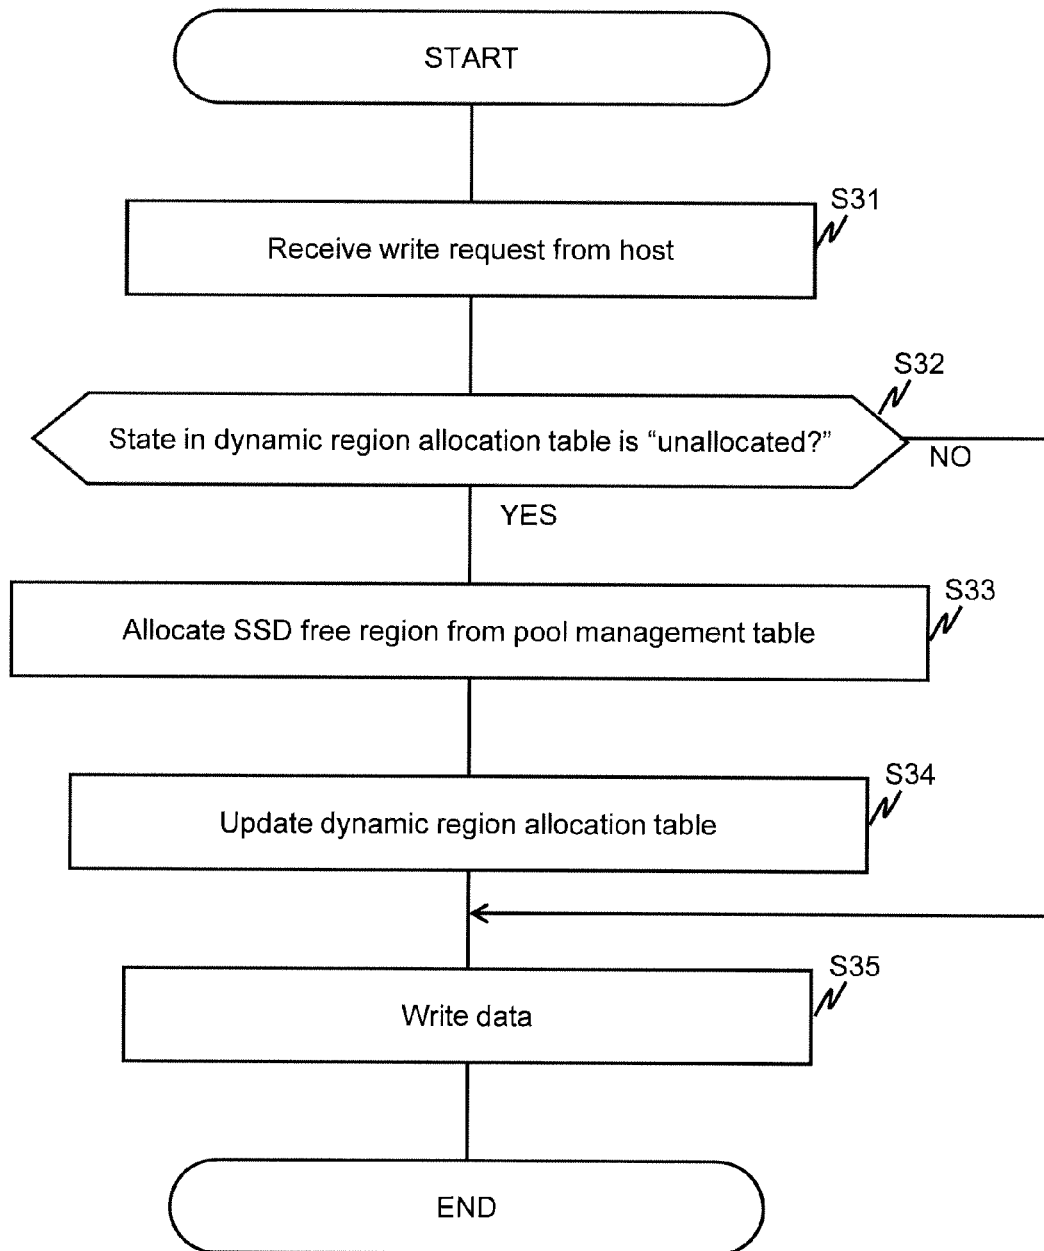 START
S31
Receive write request from host
S32
State in dynamic region allocation table is “unallocated?”
NO
YES
S33
Allocate SSD free region from pool management table
S34
Update dynamic region allocation table
S35
Write data
END